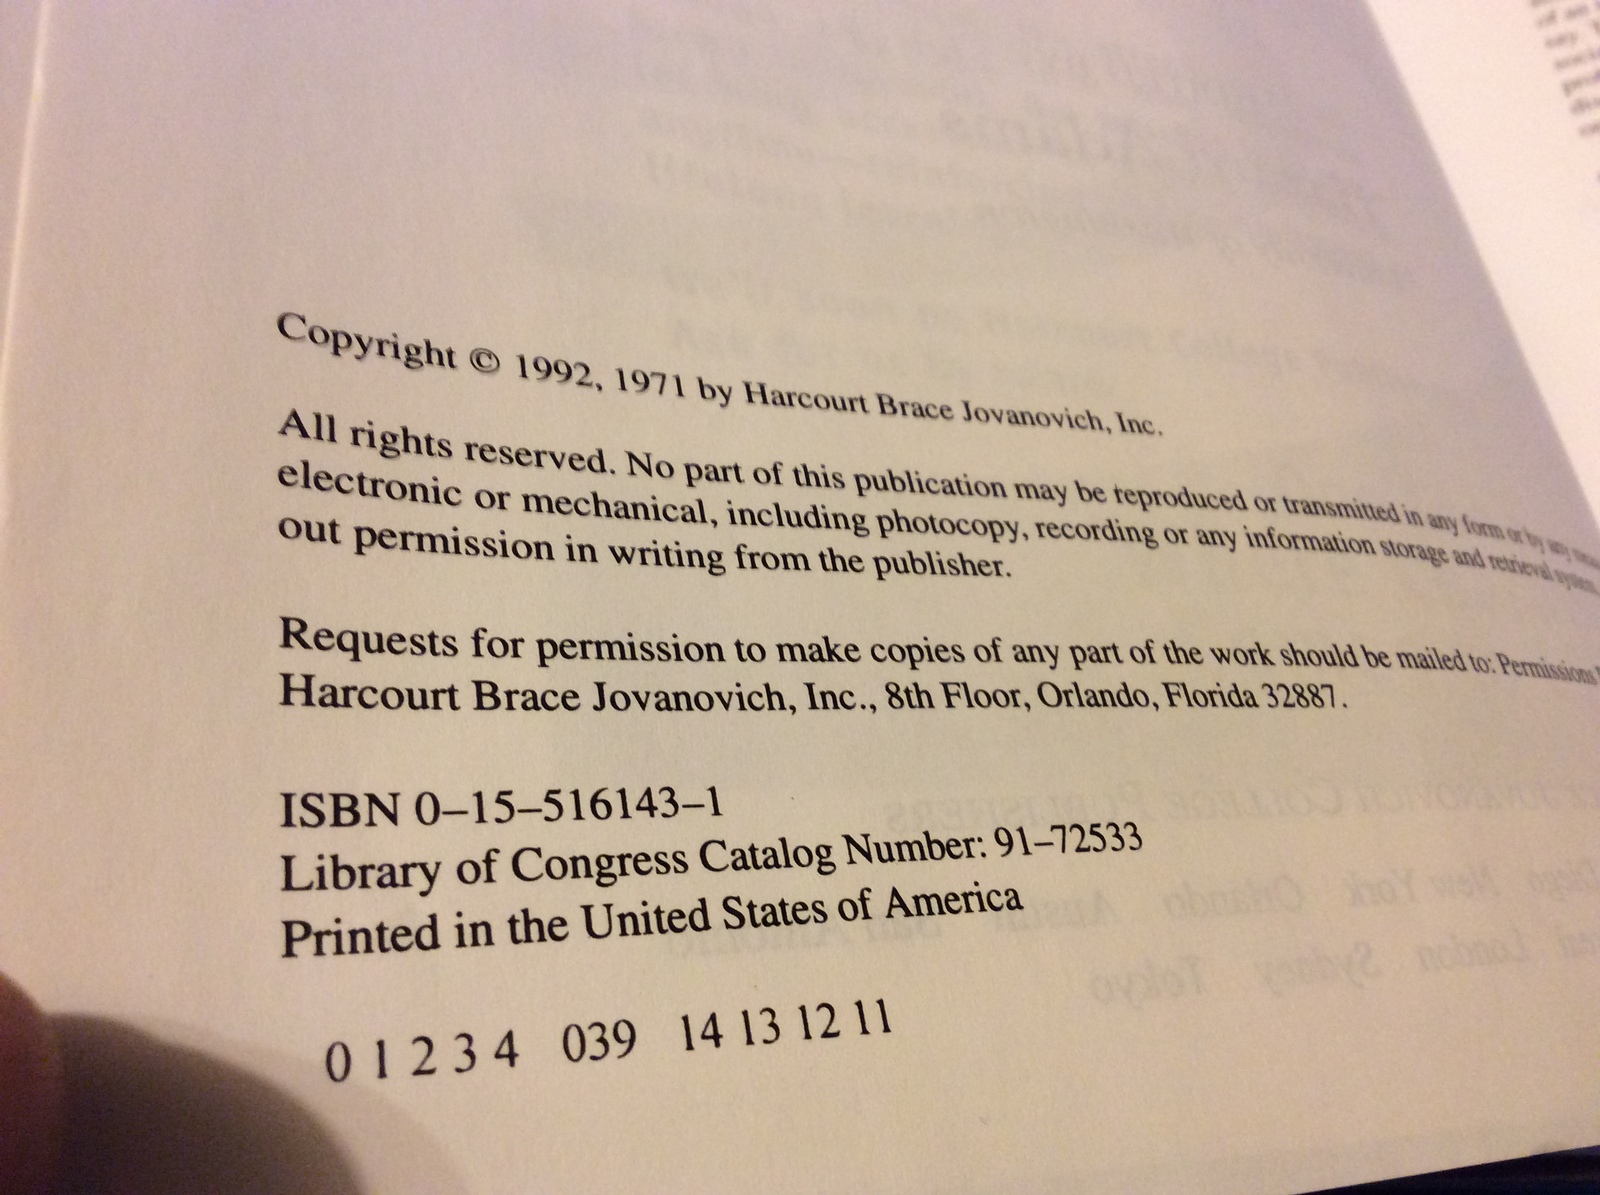 Copyright © 1992, 1971 by Harcourt Brace Jovanovich, Inc.
All rights reserved. No part of this publication may be reproduced or transmitted in any form or by any
electronic or mechanical, including photocopy, recording or any information storage and retrieval system,
out permission in writing from the publisher.
Requests for permission to make copies of any part of the work should be mailed to: Permissions
Harcourt Brace Jovanovich, Inc., 8th Floor, Orlando, Florida 32887.
ISBN 0–15–516143–1
Library of Congress Catalog Number: 91–72533
Printed in the United States of America
0 1 2 3 4 039 14 13 12 11